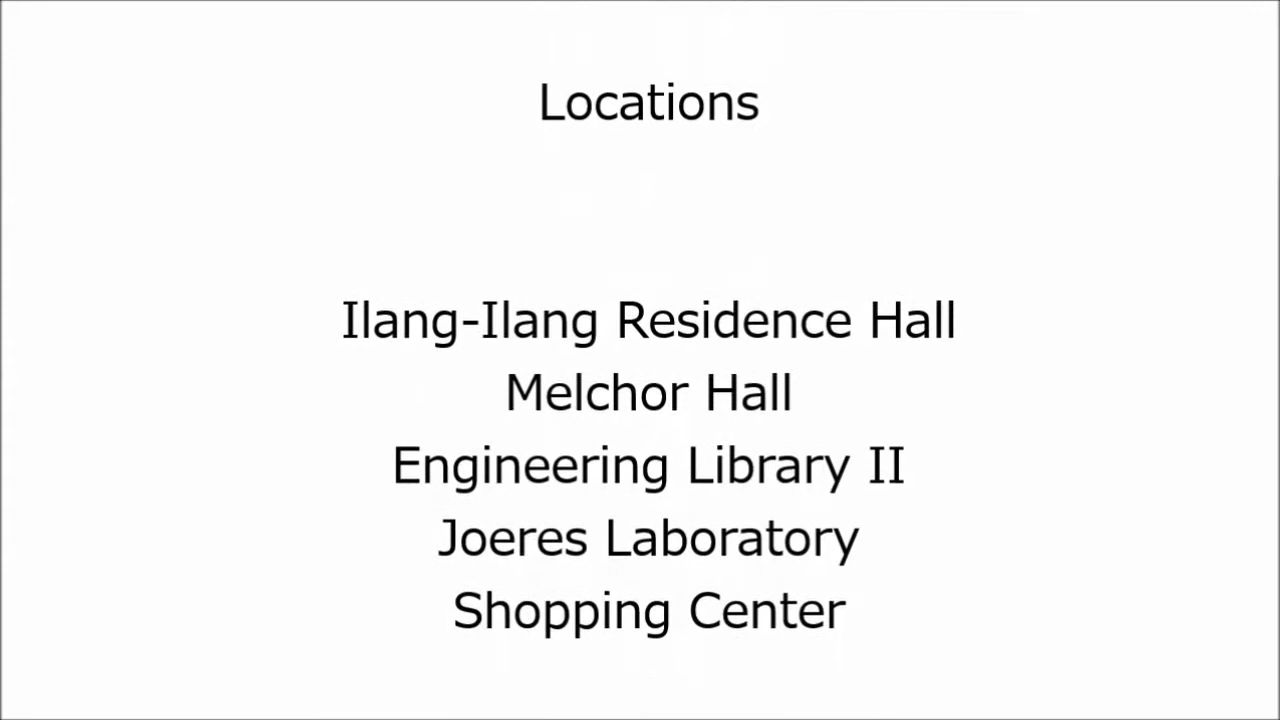 Locations
Ilang-Ilang Residence Hall
Melchor Hall
Engineering Library II
Joeres Laboratory
Shopping Center